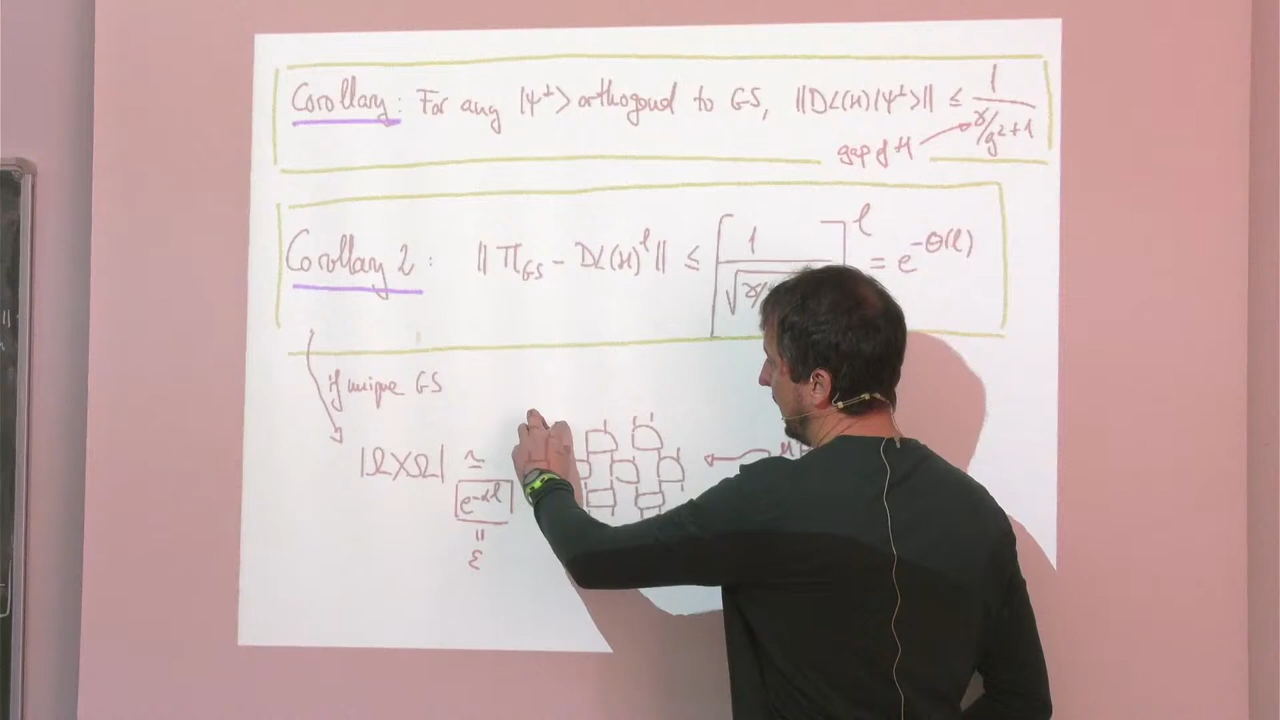 Corollary: For any |ψ^⊥> orthogonal to GS, ||DL(H)|ψ^⊥>|| ≤ 1 / γ/g²+1
gap of H
Corollary 2: ||Π_GS - DL(H)^l|| ≤ [1 / √γ/ ]^l = e^{-Θ(l)}
if unique GS
|Ω><Ω| ≃
e^{-αl}
=
ε